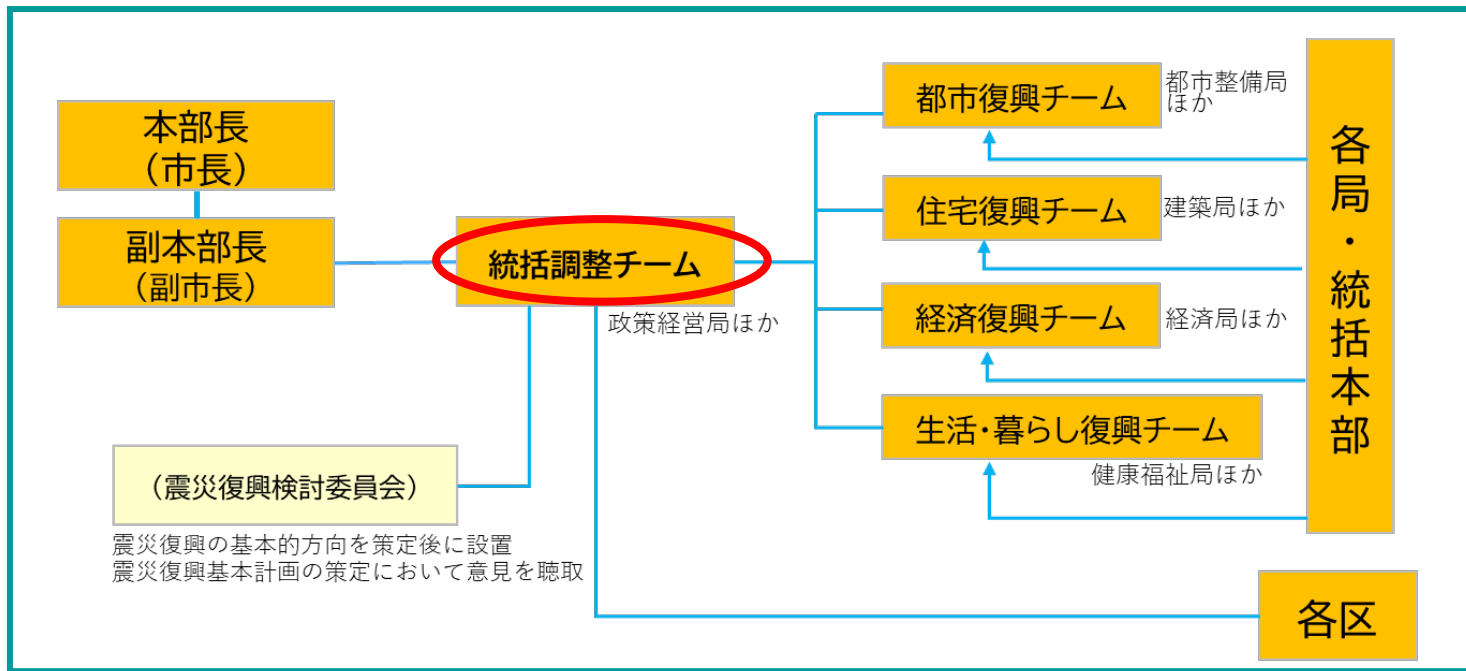 本部長
（市長）
副本部長
（副市長）
統括調整チーム
政策経営局ほか
（震災復興検討委員会）
震災復興の基本的方向を策定後に設置
震災復興基本計画の策定において意見を聴取
都市復興チーム
都市整備局
ほか
住宅復興チーム
建築局ほか
経済復興チーム
経済局ほか
生活・暮らし復興チーム
健康福祉局ほか
各局・統括本部
各区